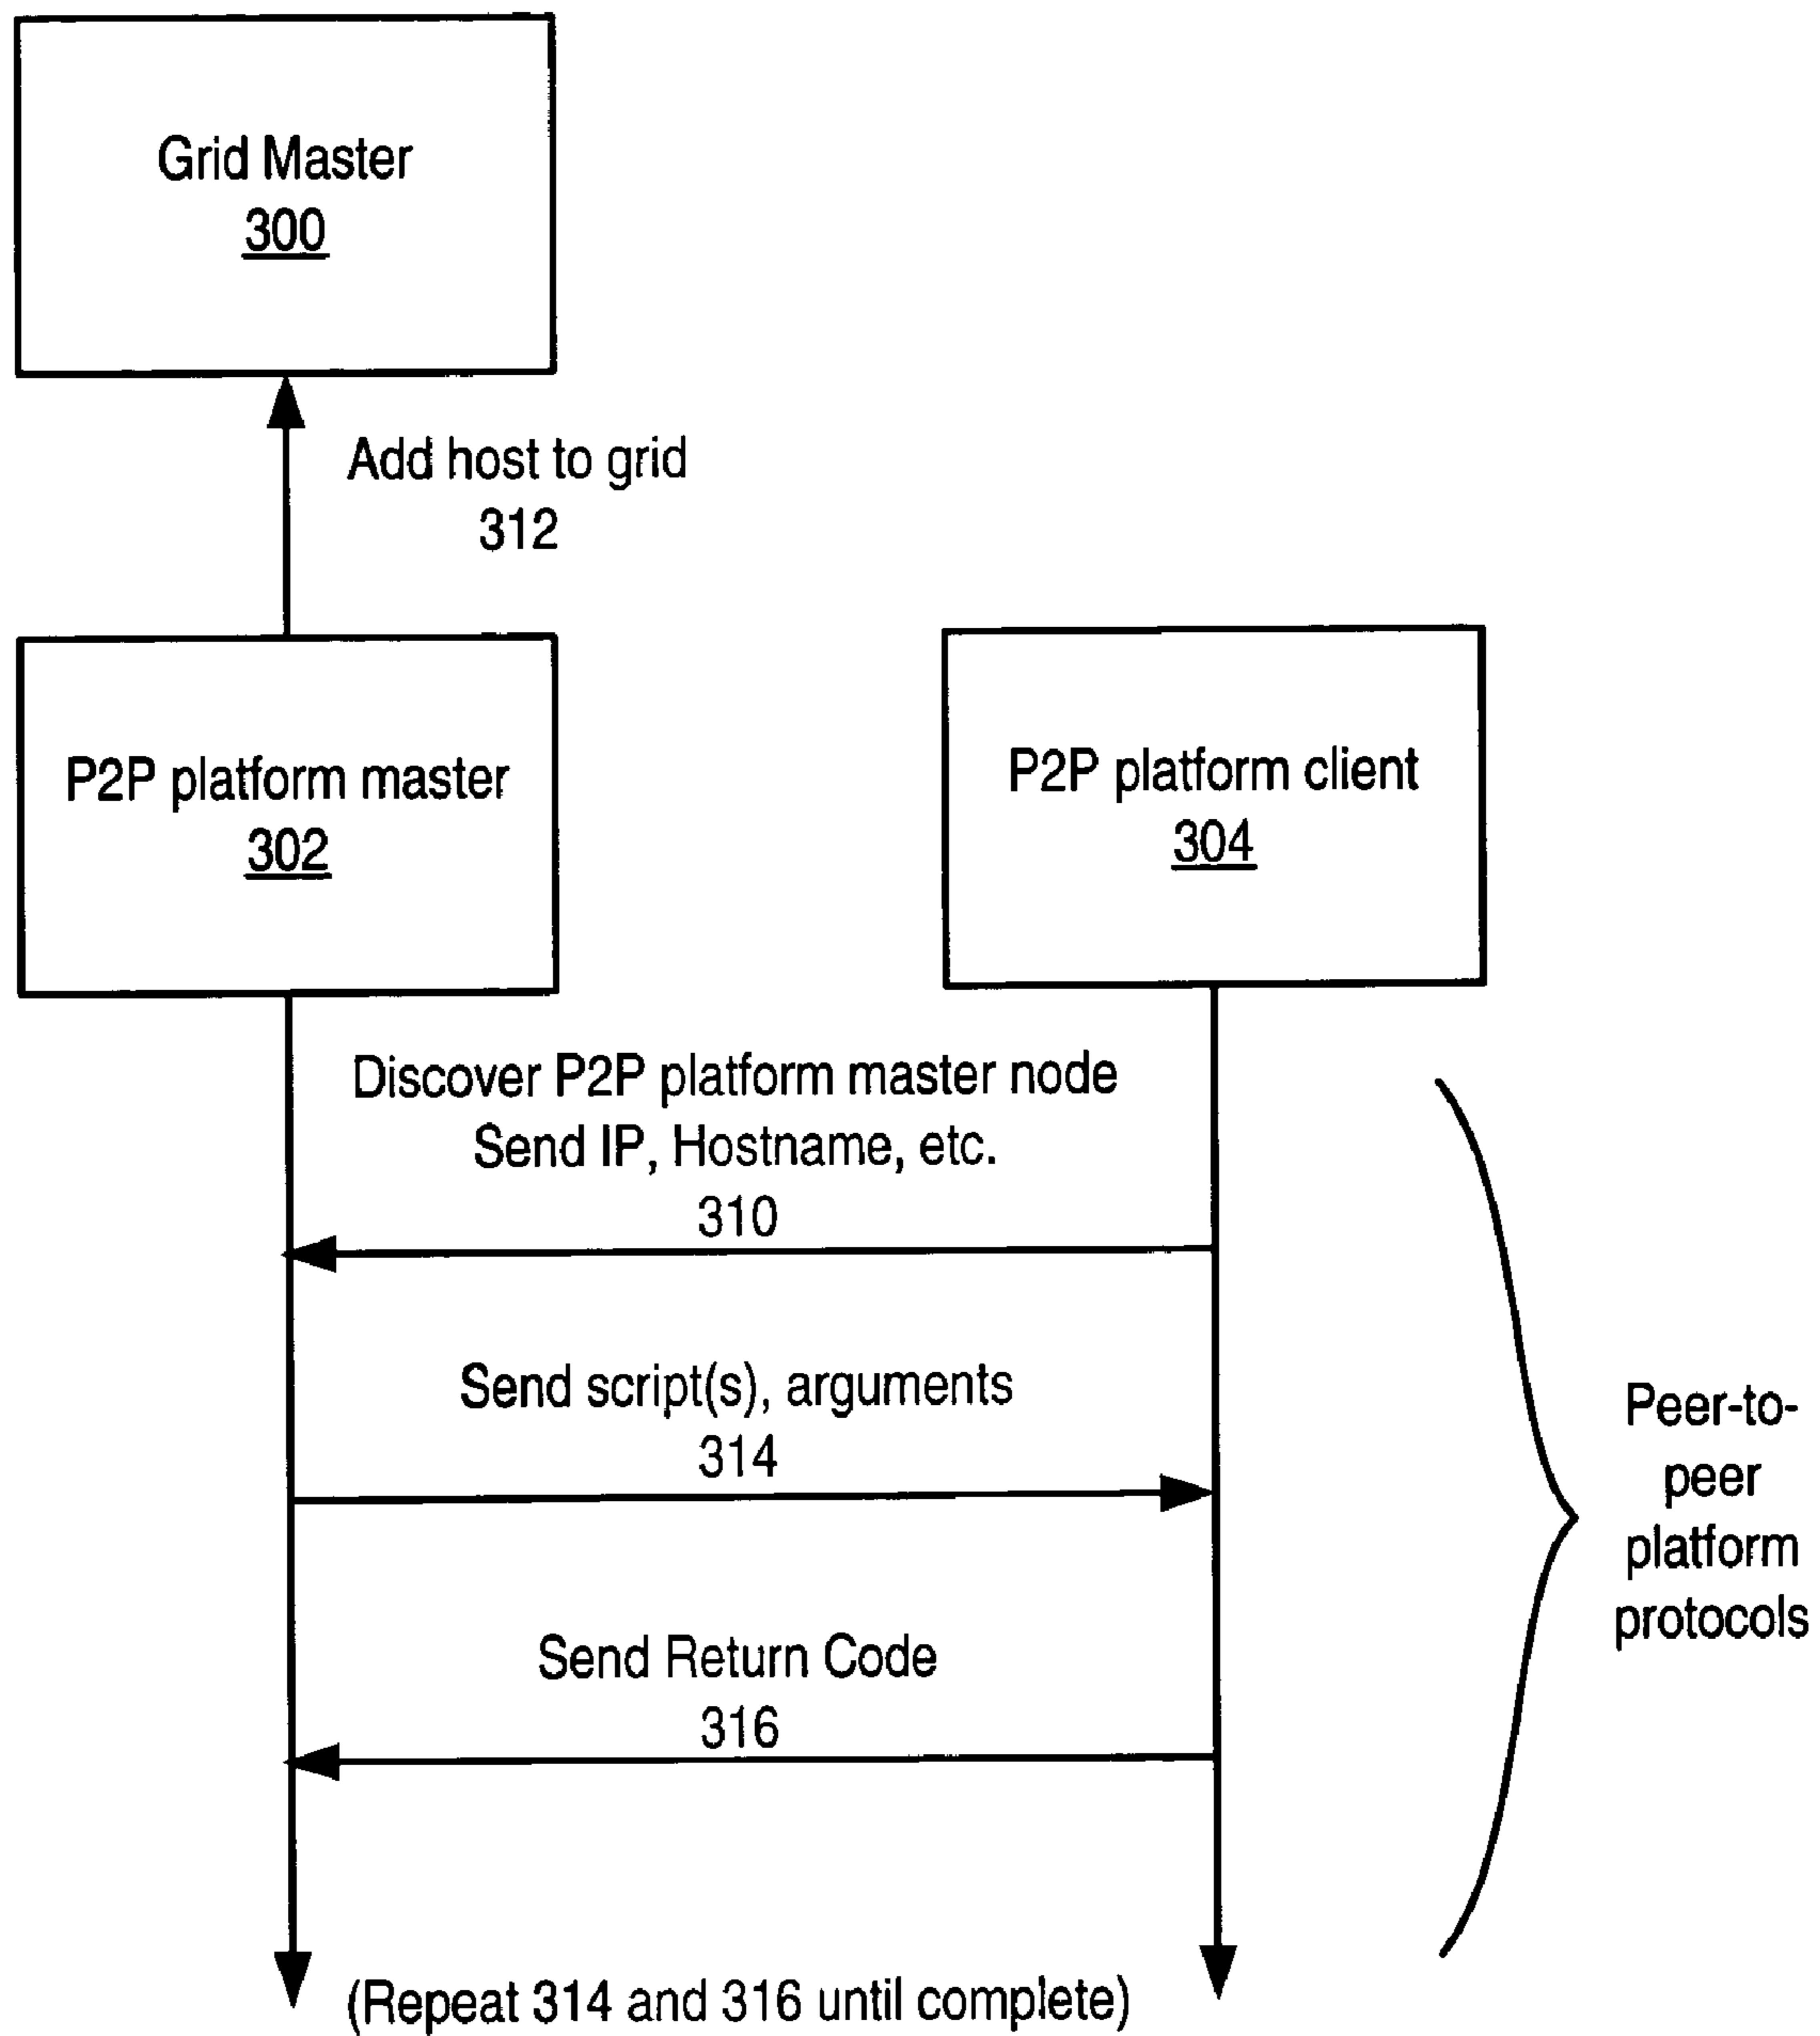 Grid Master
300
Add host to grid
312
P2P platform master
302
P2P platform client
304
Discover P2P platform master node
Send IP, Hostname, etc.
310
Send script(s), arguments
314
Send Return Code
316
(Repeat 314 and 316 until complete)
Peer-to-
peer
platform
protocols